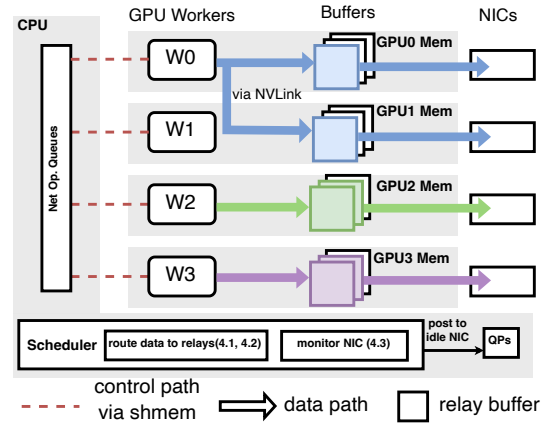 CPU
GPU Workers
Buffers
NICs
Net Op. Queues
W0
GPU0 Mem
via NVLink
W1
GPU1 Mem
W2
GPU2 Mem
W3
GPU3 Mem
Scheduler
route data to relays(4.1, 4.2)
monitor NIC (4.3)
post to
idle NIC
QPs
control path
via shmem
data path
relay buffer